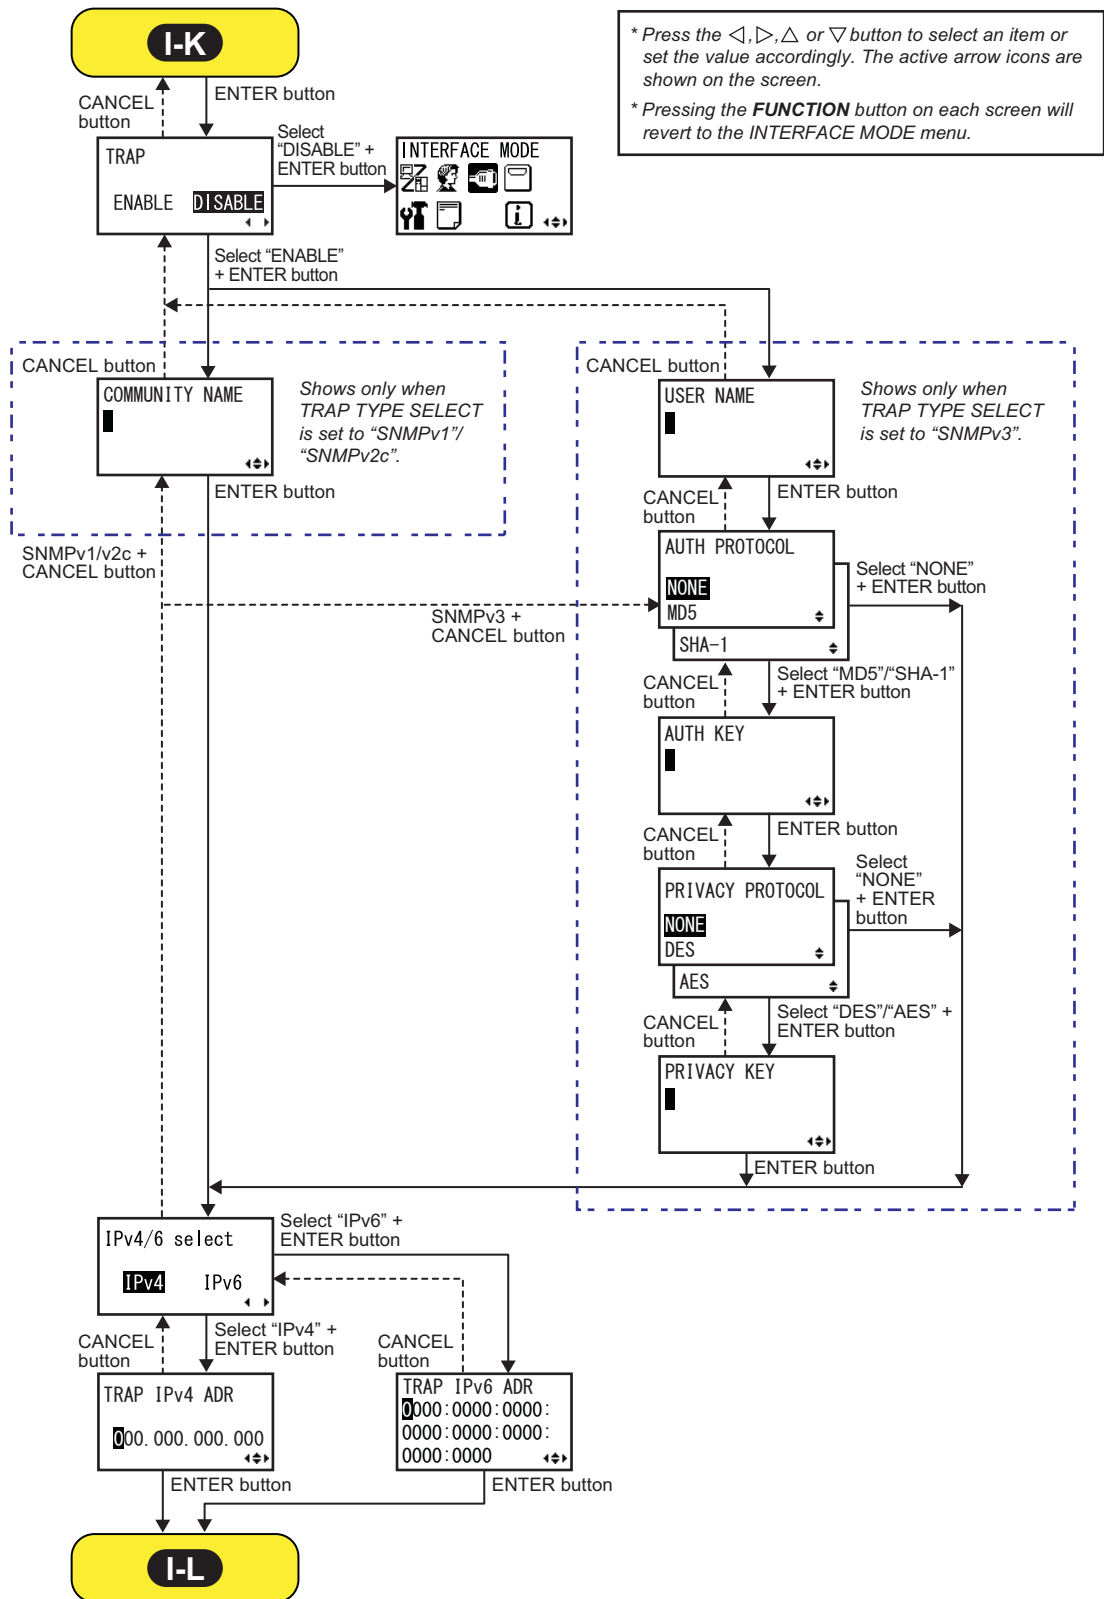 I-K
* Press the ◁, ▷, △ or ▽ button to select an item or
set the value accordingly. The active arrow icons are
shown on the screen.
* Pressing the FUNCTION button on each screen will
revert to the INTERFACE MODE menu.
CANCEL
button
ENTER button
TRAP
ENABLE DISABLE
Select
"DISABLE" +
ENTER button
INTERFACE MODE
Select "ENABLE"
+ ENTER button
CANCEL button
COMMUNITY NAME
Shows only when
TRAP TYPE SELECT
is set to "SNMPv1"/
"SNMPv2c".
ENTER button
CANCEL button
USER NAME
Shows only when
TRAP TYPE SELECT
is set to "SNMPv3".
CANCEL
button
ENTER button
SNMPv1/v2c +
CANCEL button
AUTH PROTOCOL
NONE
MD5
SHA-1
Select "NONE"
+ ENTER button
SNMPv3 +
CANCEL button
CANCEL
button
Select "MD5"/"SHA-1"
+ ENTER button
AUTH KEY
CANCEL
button
ENTER button
PRIVACY PROTOCOL
NONE
DES
AES
Select
"NONE"
+ ENTER
button
CANCEL
button
Select "DES"/"AES" +
ENTER button
PRIVACY KEY
ENTER button
IPv4/6 select
IPv4 IPv6
Select "IPv6" +
ENTER button
CANCEL
button
Select "IPv4" +
ENTER button
CANCEL
button
TRAP IPv4 ADR
000.000.000.000
TRAP IPv6 ADR
0000:0000:0000:
0000:0000:0000:
0000:0000
ENTER button
ENTER button
I-L